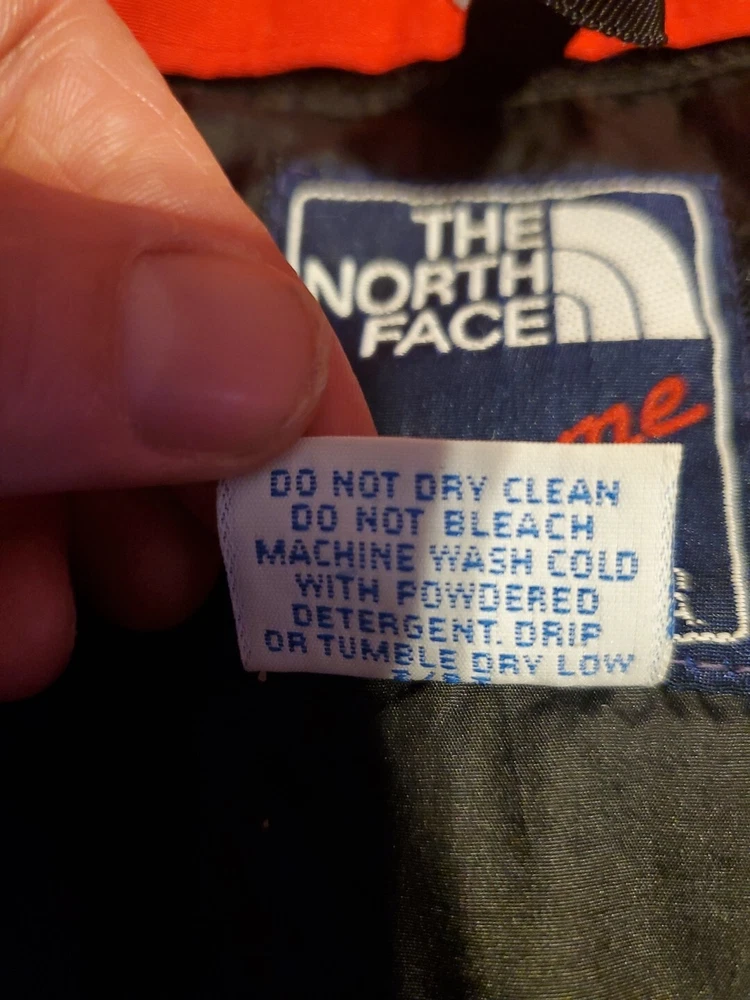 THE
NORTH
FACE
me
DO NOT DRY CLEAN
DO NOT BLEACH
MACHINE WASH COLD
WITH POWDERED
DETERGENT. DRIP
OR TUMBLE DRY LOW